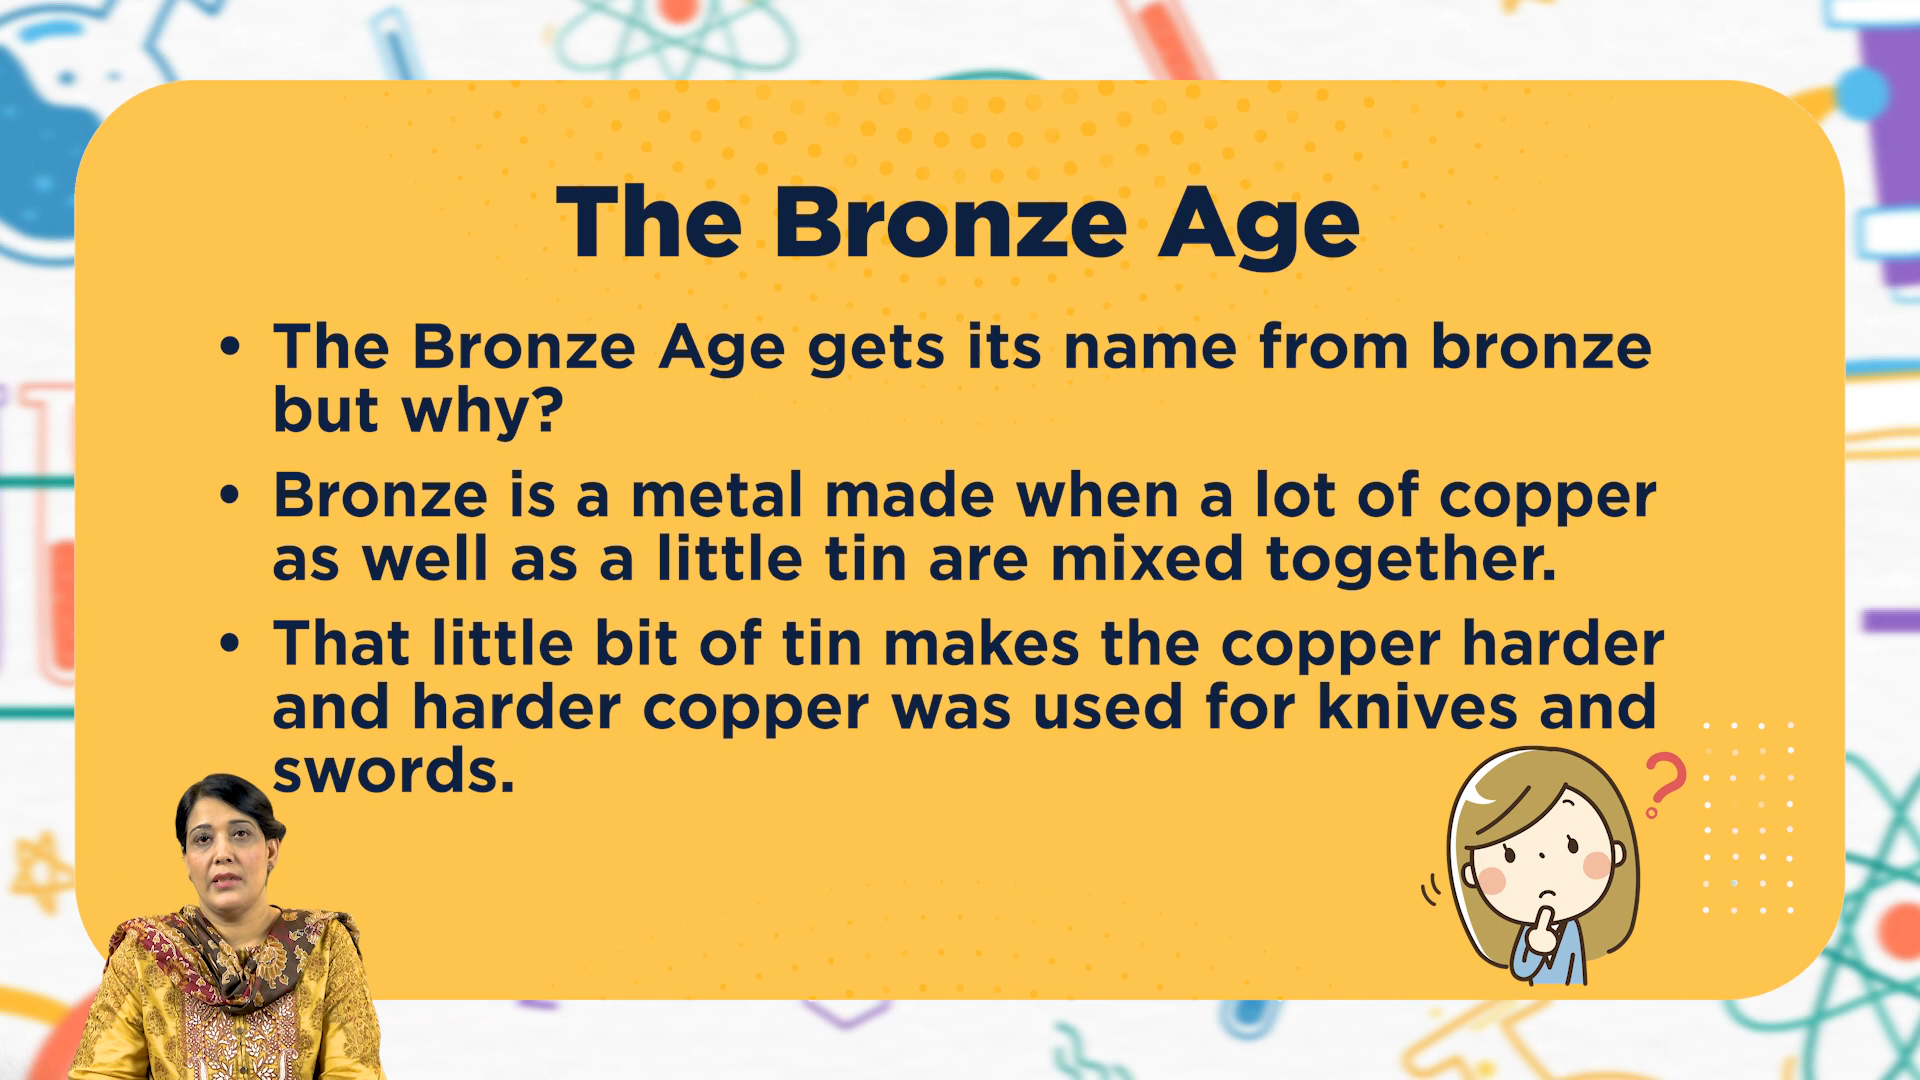 The Bronze Age
• The Bronze Age gets its name from bronze
but why?
• Bronze is a metal made when a lot of copper
as well as a little tin are mixed together.
• That little bit of tin makes the copper harder
and harder copper was used for knives and
swords.
?